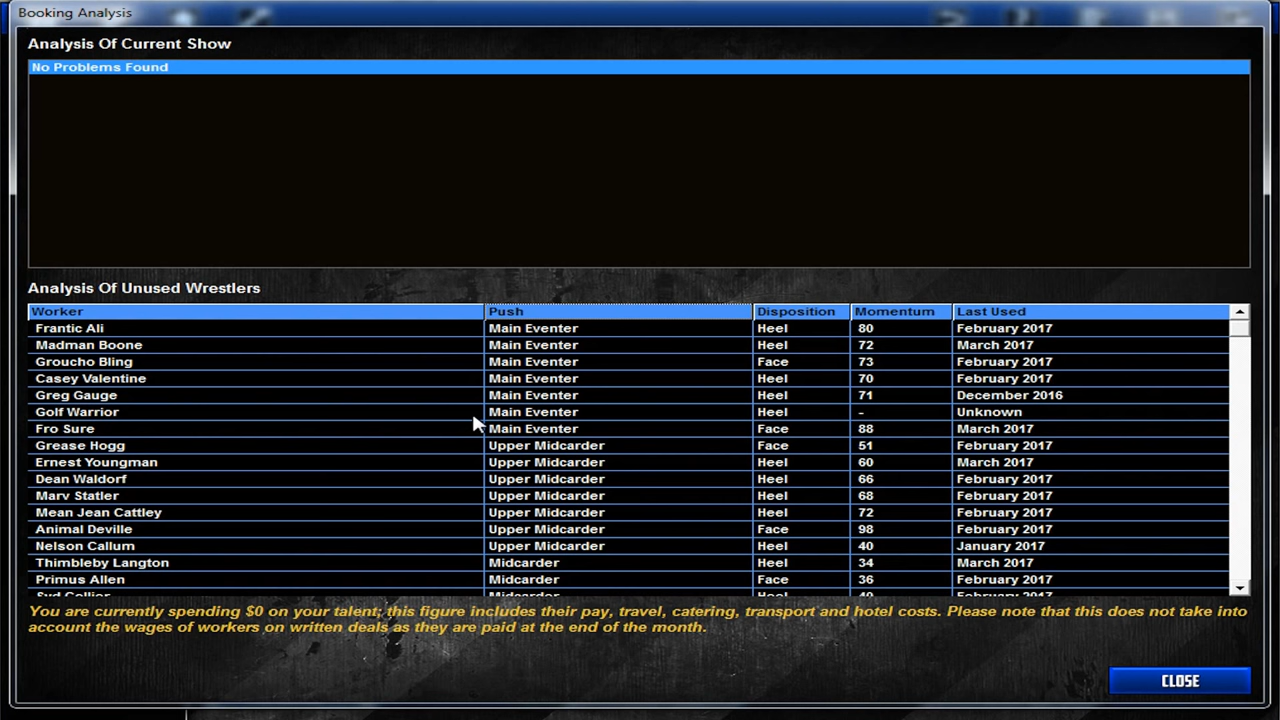 Booking Analysis
Analysis Of Current Show
No Problems Found
Analysis Of Unused Wrestlers
Worker Push Disposition Momentum Last Used
Frantic Ali Main Eventer Heel 80 February 2017
Madman Boone Main Eventer Heel 72 March 2017
Groucho Bling Main Eventer Face 73 February 2017
Casey Valentine Main Eventer Heel 70 February 2017
Greg Gauge Main Eventer Heel 71 December 2016
Golf Warrior Main Eventer Heel - Unknown
Fro Sure Main Eventer Face 88 March 2017
Grease Hogg Upper Midcarder Face 51 February 2017
Ernest Youngman Upper Midcarder Heel 60 March 2017
Dean Waldorf Upper Midcarder Heel 66 February 2017
Marv Statler Upper Midcarder Heel 68 February 2017
Mean Jean Cattley Upper Midcarder Heel 72 February 2017
Animal Deville Upper Midcarder Face 98 February 2017
Nelson Callum Upper Midcarder Heel 40 January 2017
Thimbleby Langton Midcarder Heel 34 March 2017
Primus Allen Midcarder Face 36 February 2017
Syd Collier Midcarder Heel February 2017
You are currently spending $0 on your talent; this figure includes their pay, travel, catering, transport and hotel costs. Please note that this does not take into
account the wages of workers on written deals as they are paid at the end of the month.
CLOSE